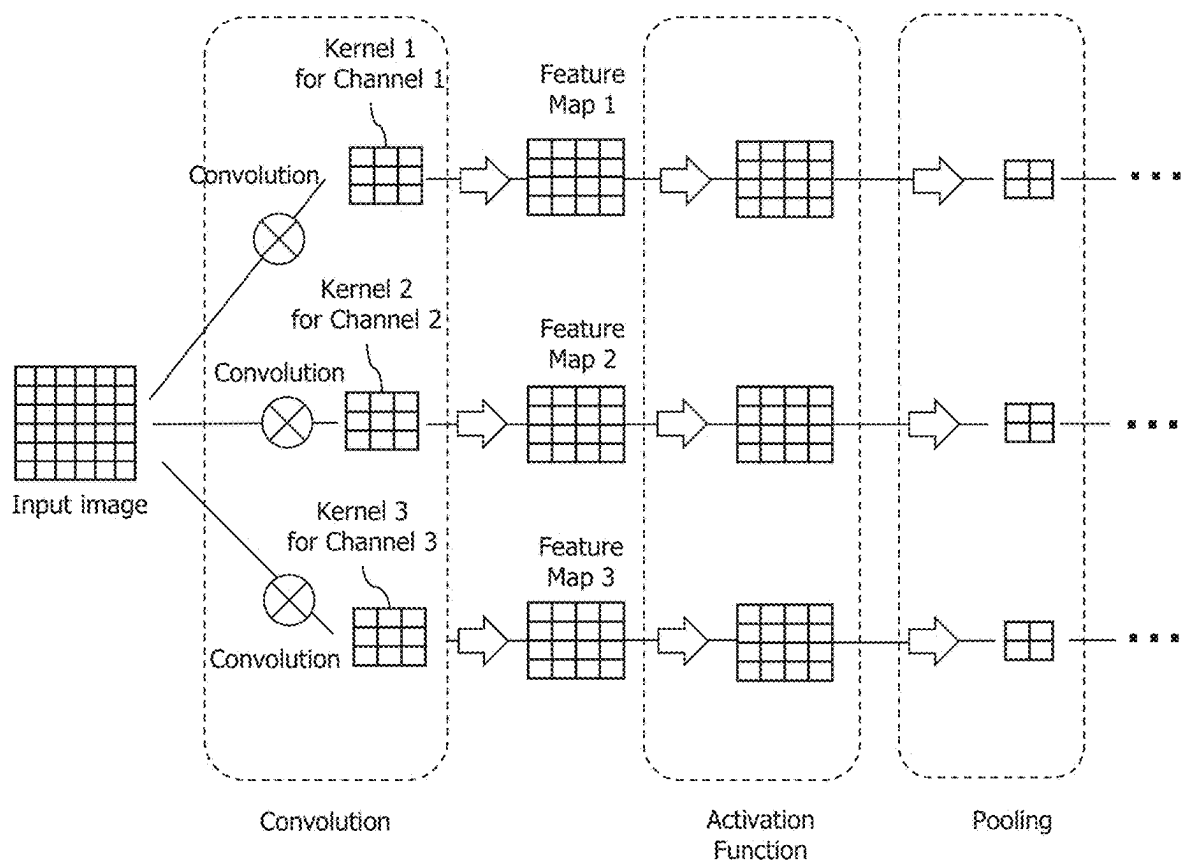 Kernel 1
for Channel 1
Feature
Map 1
Convolution
Kernel 2
for Channel 2
Feature
Map 2
Convolution
Input image
Kernel 3
for Channel 3
Feature
Map 3
Convolution
Convolution
Activation
Function
Pooling